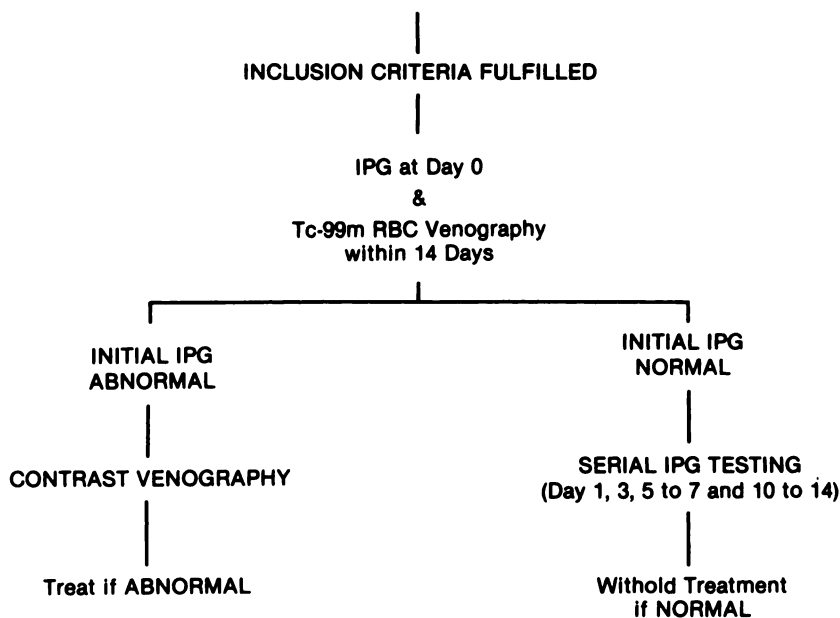 INCLUSION CRITERIA FULFILLED
IPG at Day 0
&
Tc-99m RBC Venography
within 14 Days
INITIAL IPG
ABNORMAL
CONTRAST VENOGRAPHY
Treat if ABNORMAL
INITIAL IPG
NORMAL
SERIAL IPG TESTING
(Day 1, 3, 5 to 7 and 10 to 14)
Withold Treatment
if NORMAL